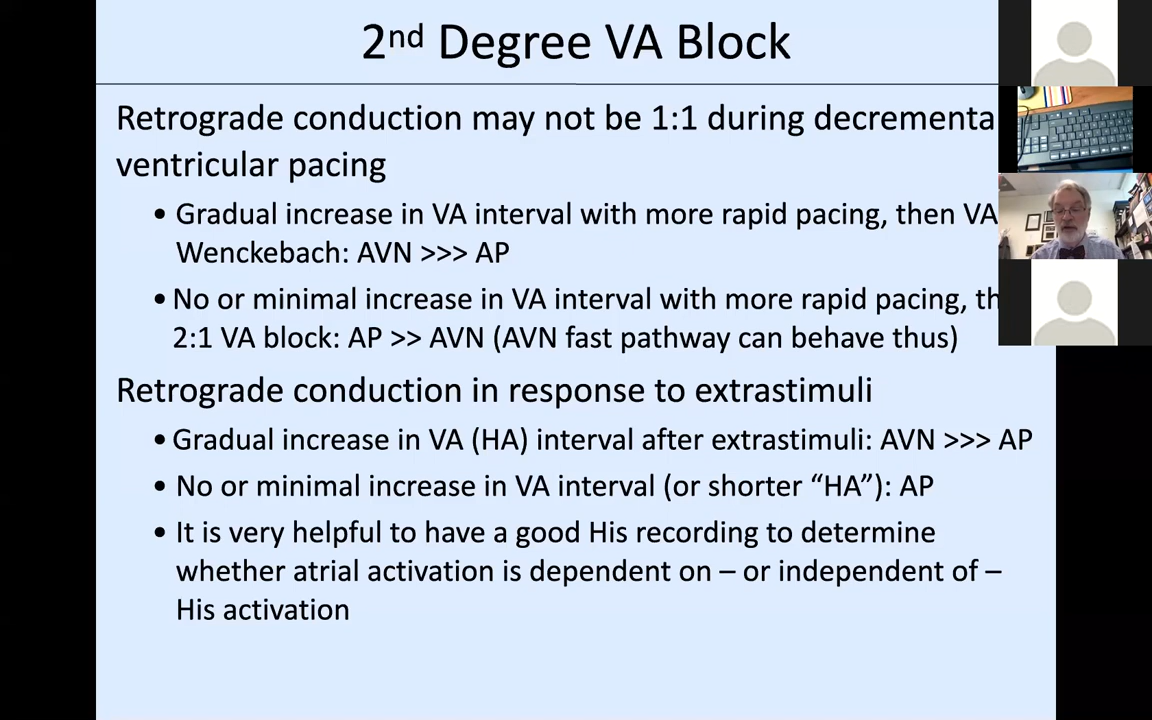 2nd Degree VA Block
Retrograde conduction may not be 1:1 during decrementa
ventricular pacing
• Gradual increase in VA interval with more rapid pacing, then VA
Wenckebach: AVN >>> AP
• No or minimal increase in VA interval with more rapid pacing, th
2:1 VA block: AP >> AVN (AVN fast pathway can behave thus)
Retrograde conduction in response to extrastimuli
• Gradual increase in VA (HA) interval after extrastimuli: AVN >>> AP
• No or minimal increase in VA interval (or shorter “HA”): AP
• It is very helpful to have a good His recording to determine
whether atrial activation is dependent on – or independent of –
His activation